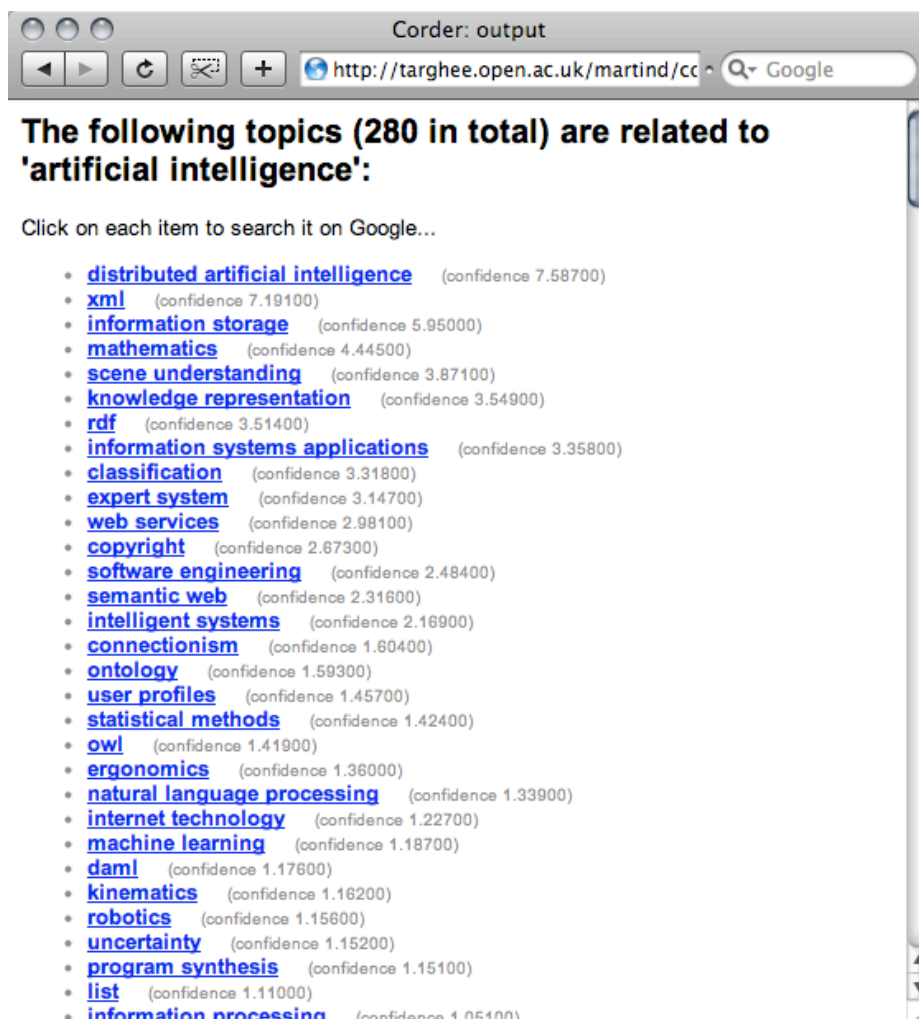 Corder: output
http://targhee.open.ac.uk/martind/cc
Google
The following topics (280 in total) are related to
'artificial intelligence':
Click on each item to search it on Google...
• distributed artificial intelligence (confidence 7.58700)
• xml (confidence 7.19100)
• information storage (confidence 5.95000)
• mathematics (confidence 4.44500)
• scene understanding (confidence 3.87100)
• knowledge representation (confidence 3.54900)
• rdf (confidence 3.51400)
• information systems applications (confidence 3.35800)
• classification (confidence 3.31800)
• expert system (confidence 3.14700)
• web services (confidence 2.98100)
• copyright (confidence 2.67300)
• software engineering (confidence 2.48400)
• semantic web (confidence 2.31600)
• intelligent systems (confidence 2.16900)
• connectionism (confidence 1.60400)
• ontology (confidence 1.59300)
• user profiles (confidence 1.45700)
• statistical methods (confidence 1.42400)
• owl (confidence 1.41900)
• ergonomics (confidence 1.36000)
• natural language processing (confidence 1.33900)
• internet technology (confidence 1.22700)
• machine learning (confidence 1.18700)
• daml (confidence 1.17600)
• kinematics (confidence 1.16200)
• robotics (confidence 1.15600)
• uncertainty (confidence 1.15200)
• program synthesis (confidence 1.15100)
• list (confidence 1.11000)
• information processing (confidence 1.05100)